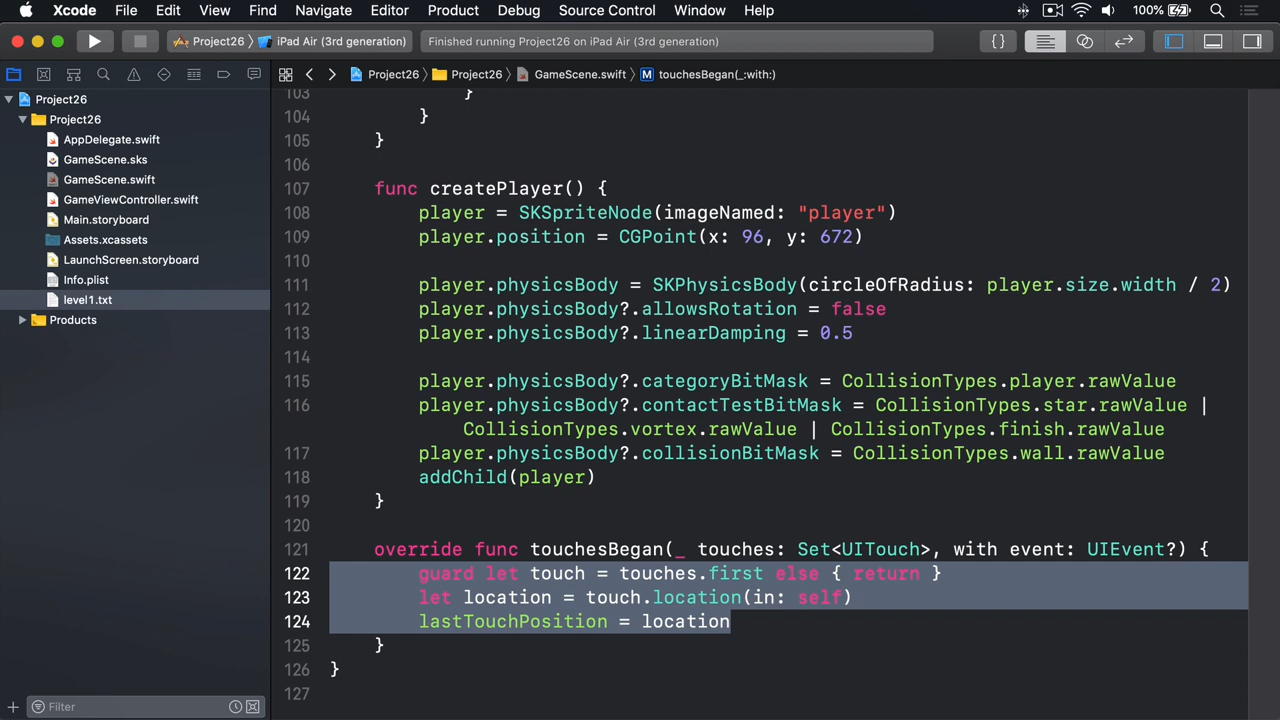 Xcode File Edit View Find Navigate Editor Product Debug Source Control Window Help 100%
Project26 iPad Air (3rd generation) Finished running Project26 on iPad Air (3rd generation) {}
Project26 Project26 GameScene.swift M touchesBegan(_:with:)
Project26
Project26
AppDelegate.swift
GameScene.sks
GameScene.swift
GameViewController.swift
Main.storyboard
Assets.xcassets
LaunchScreen.storyboard
Info.plist
level1.txt
Products
Filter
103 }
104 }
105 }
106
107 func createPlayer() {
108 player = SKSpriteNode(imageNamed: "player")
109 player.position = CGPoint(x: 96, y: 672)
110
111 player.physicsBody = SKPhysicsBody(circleOfRadius: player.size.width / 2)
112 player.physicsBody?.allowsRotation = false
113 player.physicsBody?.linearDamping = 0.5
114
115 player.physicsBody?.categoryBitMask = CollisionTypes.player.rawValue
116 player.physicsBody?.contactTestBitMask = CollisionTypes.star.rawValue |
CollisionTypes.vortex.rawValue | CollisionTypes.finish.rawValue
117 player.physicsBody?.collisionBitMask = CollisionTypes.wall.rawValue
118 addChild(player)
119 }
120
121 override func touchesBegan(_ touches: Set<UITouch>, with event: UIEvent?) {
122 guard let touch = touches.first else { return }
123 let location = touch.location(in: self)
124 lastTouchPosition = location
125 }
126 }
127